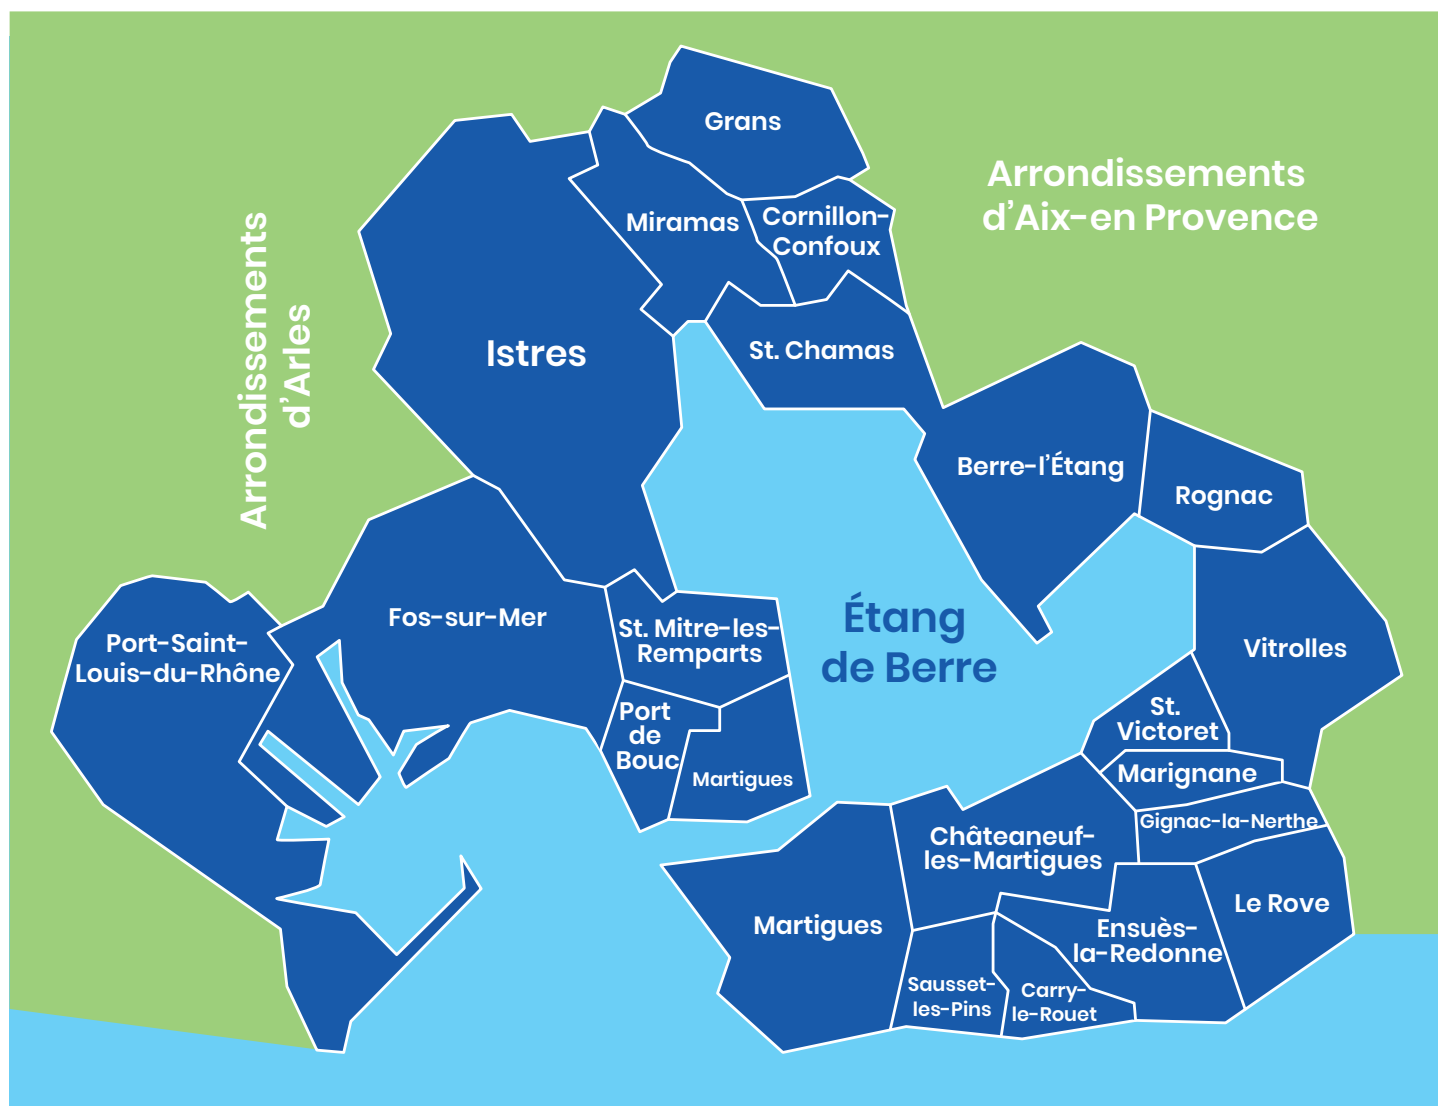 Grans
Arrondissements
d'Aix-en Provence
Miramas
Cornillon-
Confoux
Arrondissements
d'Arles
Istres
St. Chamas
Berre-l'Étang
Rognac
Fos-sur-Mer
St. Mitre-les-
Remparts
Étang
de Berre
Vitrolles
Port-Saint-
Louis-du-Rhône
Port
de
Bouc
Martigues
St.
Victoret
Marignane
Gignac-la-Nerthe
Châteaneuf-
les-Martigues
Martigues
Le Rove
Ensuès-
la-Redonne
Sausset-
les-Pins
Carry-
le-Rouet